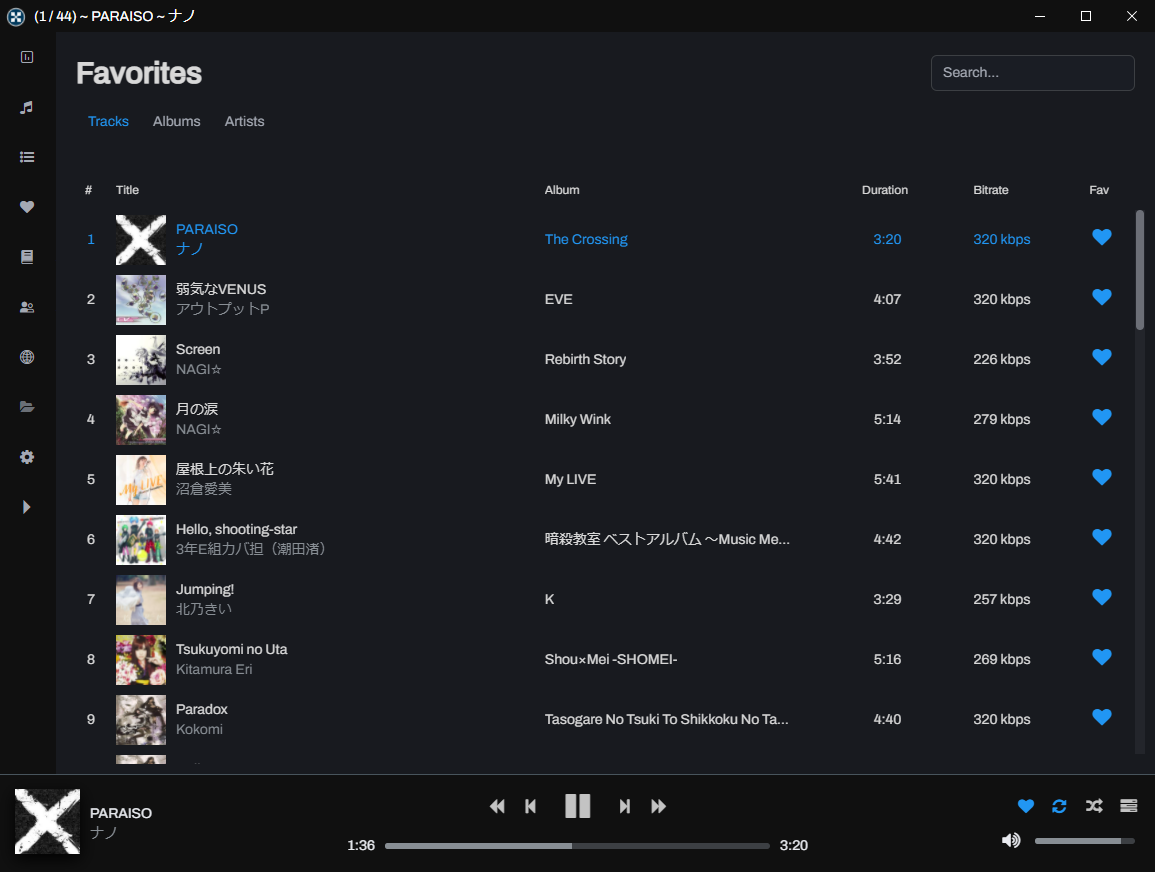 (1 / 44) ~ PARAISO ~ ナノ
Favorites
Search...
Tracks Albums Artists
# Title Album Duration Bitrate Fav
1 PARAISO The Crossing 3:20 320 kbps
ナノ
2 弱気なVENUS EVE 4:07 320 kbps
アウトプットP
3 Screen Rebirth Story 3:52 226 kbps
NAGI☆
4 月の涙 Milky Wink 5:14 279 kbps
NAGI☆
5 屋根上の朱い花 My LIVE 5:41 320 kbps
沼倉愛美
My LIVE
6 Hello, shooting-star 暗殺教室 ベストアルバム ～Music Me... 4:42 320 kbps
3年E組カバ担（潮田渚）
7 Jumping! K 3:29 257 kbps
北乃きい
8 Tsukuyomi no Uta Shou×Mei -SHOMEI- 5:16 269 kbps
Kitamura Eri
9 Paradox Tasogare No Tsuki To Shikkoku No Ta... 4:40 320 kbps
Kokomi
PARAISO
ナノ
1:36 3:20